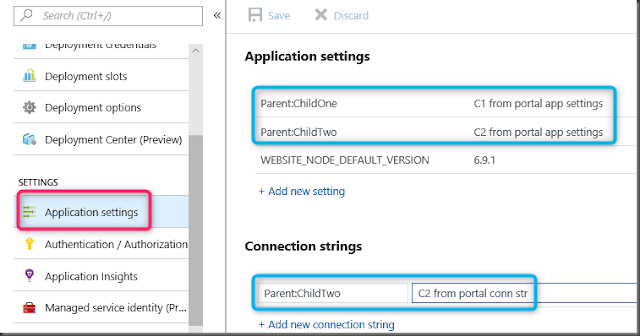 Search (Ctrl+/)
«
Deployment credentials
Deployment slots
Deployment options
Deployment Center (Preview)
SETTINGS
Application settings
Authentication / Authorization
Application Insights
Managed service identity (Pr...
Save Discard
Application settings
Parent:ChildOne C1 from portal app settings
Parent:ChildTwo C2 from portal app settings
WEBSITE_NODE_DEFAULT_VERSION 6.9.1
+ Add new setting
Connection strings
Parent:ChildTwo C2 from portal conn str
+ Add new connection string